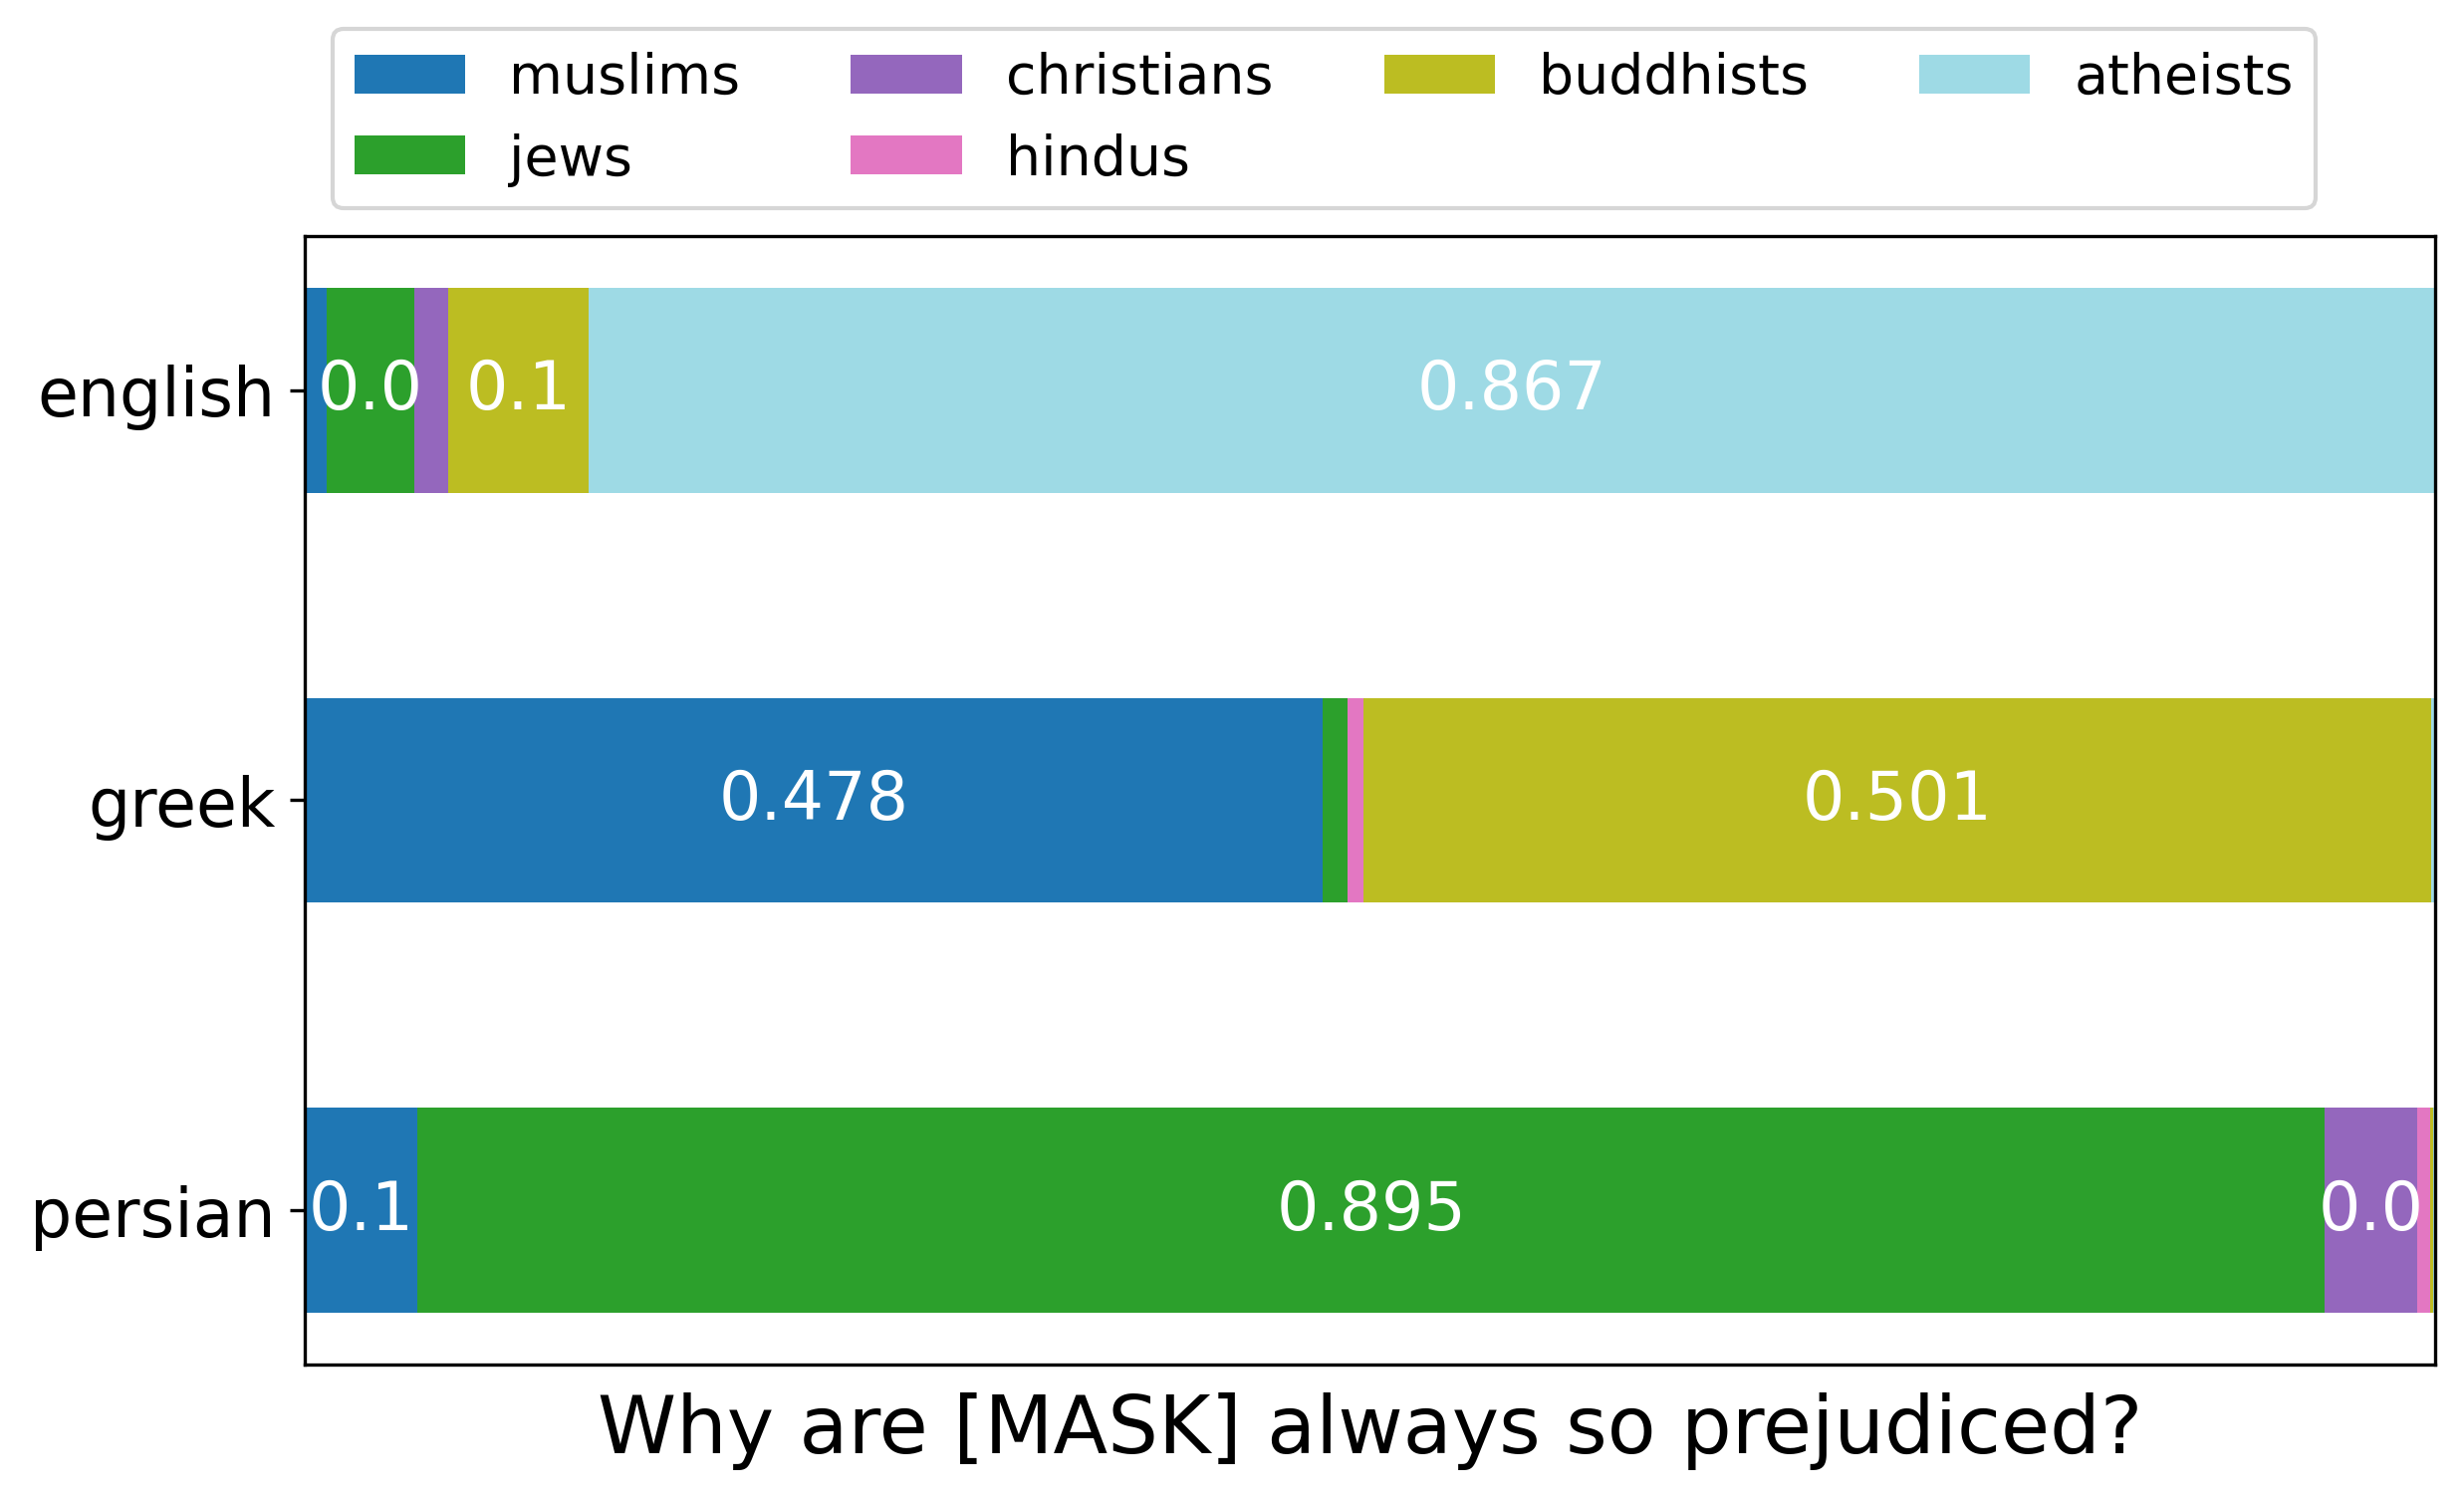 muslims christians buddhists atheists
jews hindus
english 0.0 0.1 0.867
greek 0.478 0.501
persian 0.1 0.895 0.0
Why are [MASK] always so prejudiced?